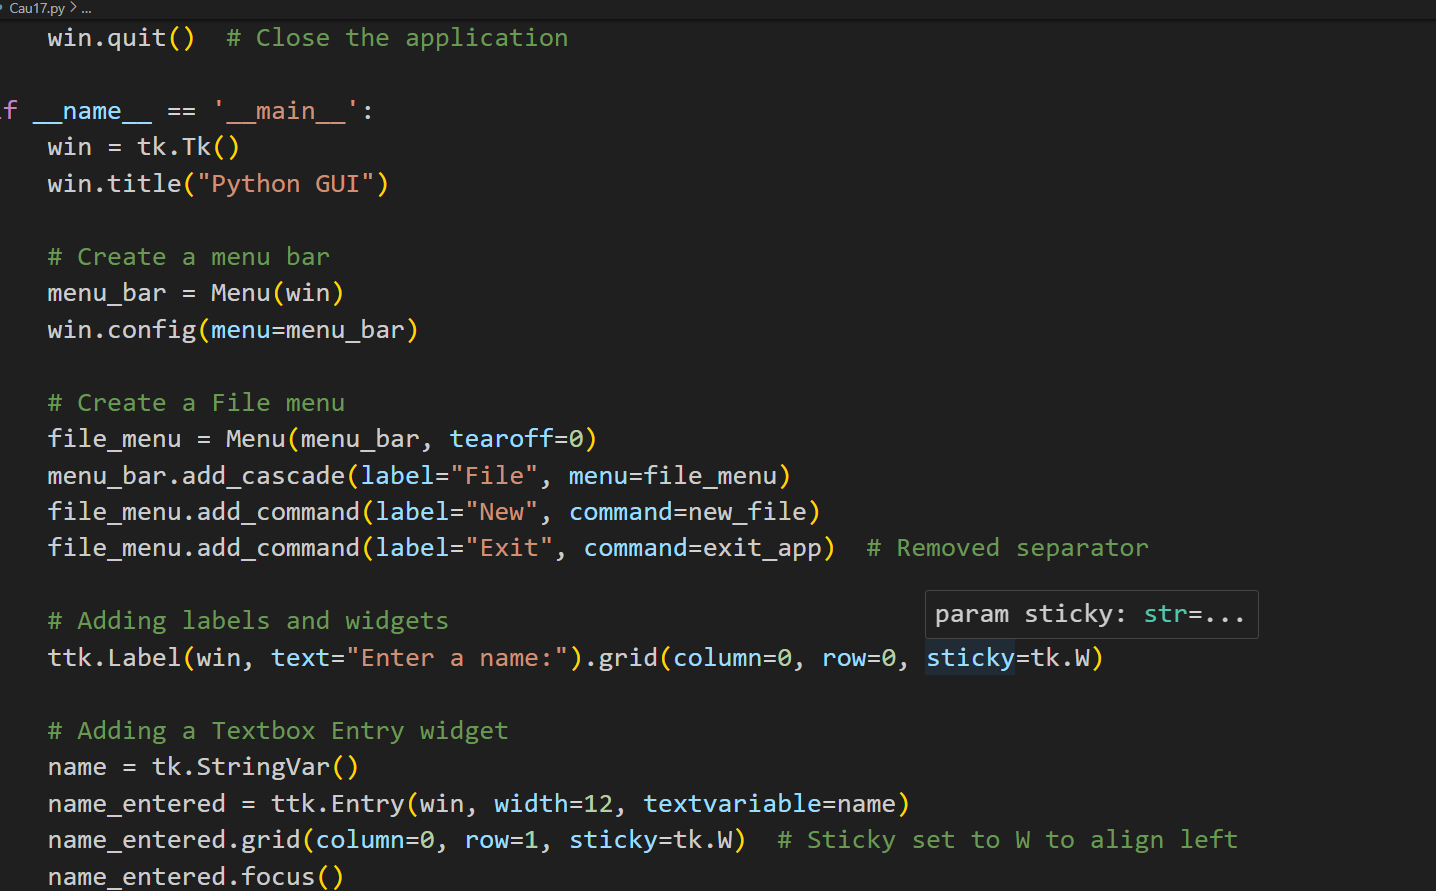 Cau17.py > ...
    win.quit()  # Close the application

if __name__ == '__main__':
    win = tk.Tk()
    win.title("Python GUI")

    # Create a menu bar
    menu_bar = Menu(win)
    win.config(menu=menu_bar)

    # Create a File menu
    file_menu = Menu(menu_bar, tearoff=0)
    menu_bar.add_cascade(label="File", menu=file_menu)
    file_menu.add_command(label="New", command=new_file)
    file_menu.add_command(label="Exit", command=exit_app)  # Removed separator

    # Adding labels and widgets
param sticky: str=...
    ttk.Label(win, text="Enter a name:").grid(column=0, row=0, sticky=tk.W)

    # Adding a Textbox Entry widget
    name = tk.StringVar()
    name_entered = ttk.Entry(win, width=12, textvariable=name)
    name_entered.grid(column=0, row=1, sticky=tk.W)  # Sticky set to W to align left
    name_entered.focus()